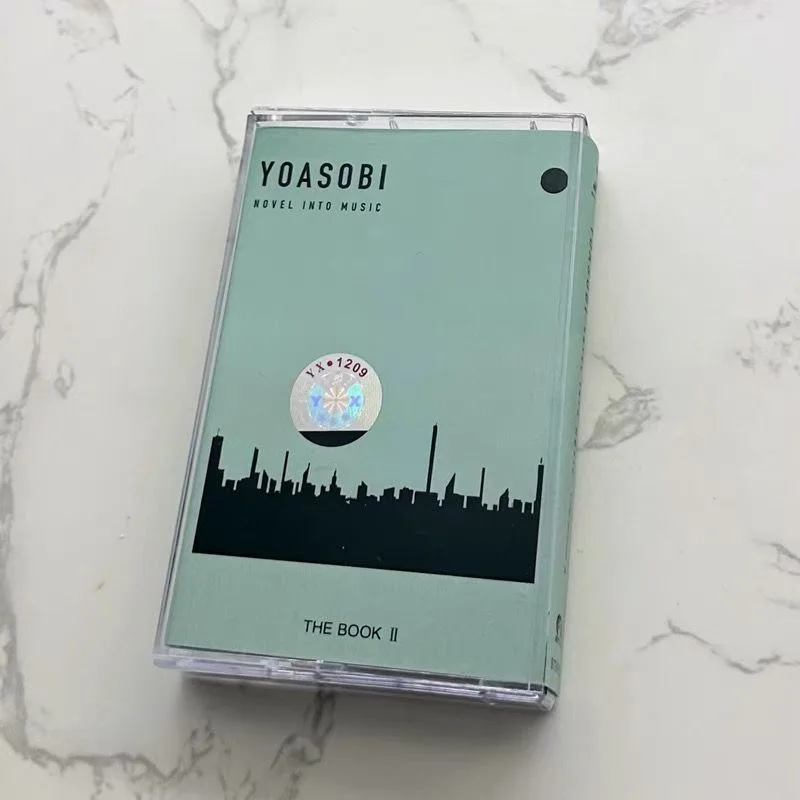 YOASOBI
NOVEL INTO MUSIC
YX•1209
Y X
THE BOOK Ⅱ